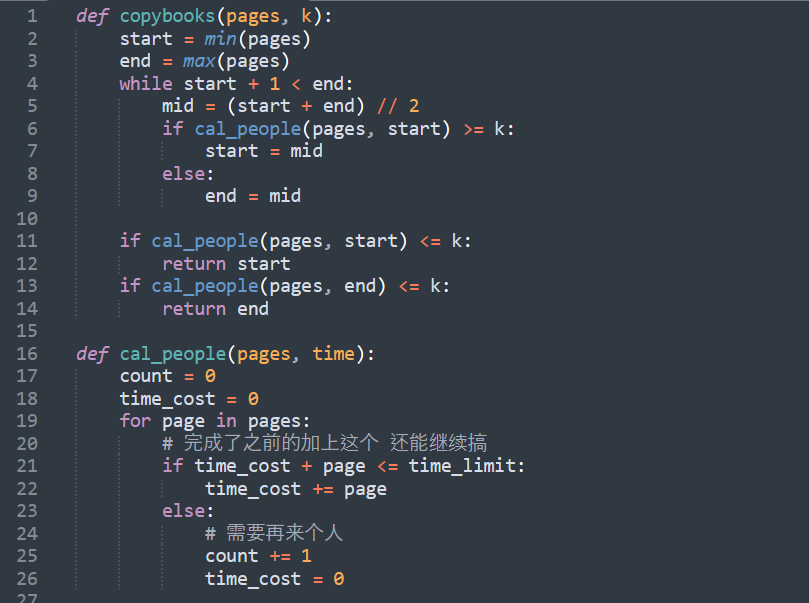 1 def copybooks(pages, k):
2     start = min(pages)
3     end = max(pages)
4     while start + 1 < end:
5         mid = (start + end) // 2
6         if cal_people(pages, start) >= k:
7             start = mid
8         else:
9             end = mid
10
11     if cal_people(pages, start) <= k:
12         return start
13     if cal_people(pages, end) <= k:
14         return end
15
16 def cal_people(pages, time):
17     count = 0
18     time_cost = 0
19     for page in pages:
20         # 完成了之前的加上这个 还能继续搞
21         if time_cost + page <= time_limit:
22             time_cost += page
23         else:
24             # 需要再来个人
25             count += 1
26             time_cost = 0
27